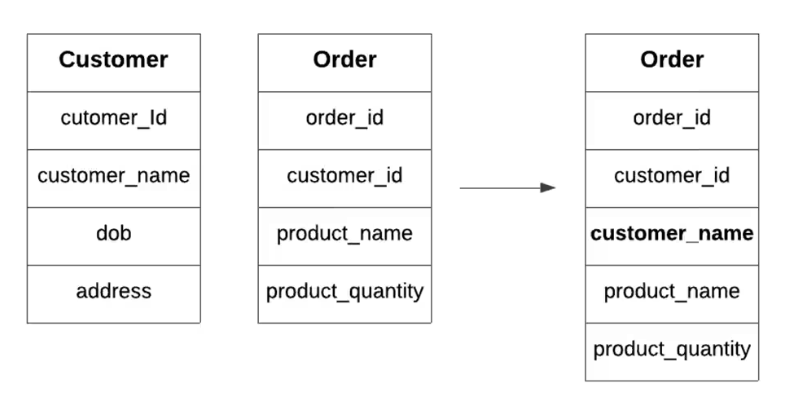 Customer
cutomer_Id
customer_name
dob
address
Order
order_id
customer_id
product_name
product_quantity
Order
order_id
customer_id
customer_name
product_name
product_quantity